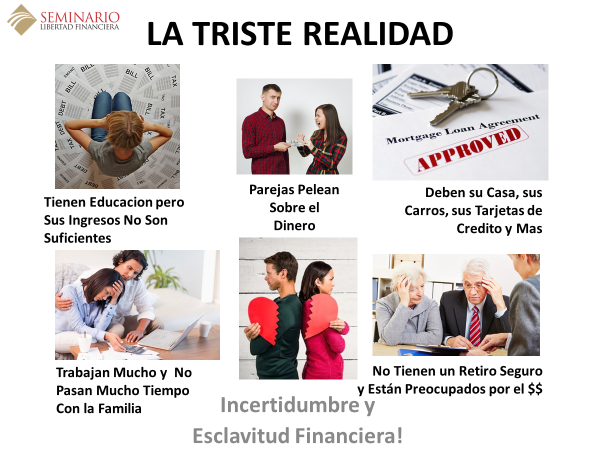 SEMINARIO
LIBERTAD FINANCIERA
LA TRISTE REALIDAD
BILL
TAX
DEBT
Mortgage Loan Agreement
APPROVED
Tienen Educacion pero
Sus Ingresos No Son
Suficientes
Parejas Pelean
Sobre el
Dinero
Deben su Casa, sus
Carros, sus Tarjetas de
Credito y Mas
Trabajan Mucho y No
Pasan Mucho Tiempo
Con la Familia
No Tienen un Retiro Seguro
y Están Preocupados por el $$
Incertidumbre y
Esclavitud Financiera!